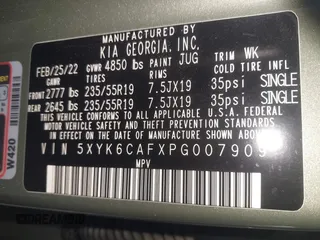 MANUFACTURED BY
KIA GEORGIA, INC.
FEB/25/22 GVWR 4850 lbs PAINT JUG TRIM WK
GAWR TIRES RIMS COLD TIRE INFL
FRONT 2777 lbs 235/55R19 7.5JX19 35psi SINGLE
REAR 2645 lbs 235/55R19 7.5JX19 35psi SINGLE
THIS VEHICLE CONFORMS TO ALL APPLICABLE
FEDERAL MOTOR VEHICLE SAFETY, BUMPER, AND
THEFT PREVENTION STANDARDS IN EFFECT ON
THE DATE OF MANUFACTURE SHOWN ABOVE.
VIN 5XYK6CAFXPG007909
MPV
W420